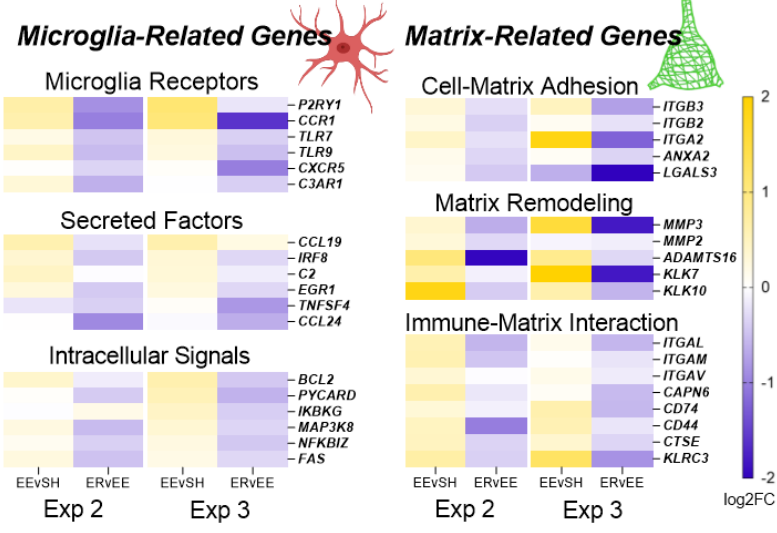 Microglia-Related Genes
Microglia Receptors
P2RY1
CCR1
TLR7
TLR9
CXCR5
C3AR1
Secreted Factors
CCL19
IRF8
C2
EGR1
TNFSF4
CCL24
Intracellular Signals
BCL2
PYCARD
IKBKG
MAP3K8
NFKBIZ
FAS
EEvSH ERvEE EEvSH ERvEE
Exp 2 Exp 3
Matrix-Related Genes
Cell-Matrix Adhesion
ITGB3
ITGB2
ITGA2
ANXA2
LGALS3
Matrix Remodeling
MMP3
MMP2
ADAMTS16
KLK7
KLK10
Immune-Matrix Interaction
ITGAL
ITGAM
ITGAV
CAPN6
CD74
CD44
CTSE
KLRC3
EEvSH ERvEE EEvSH ERvEE
Exp 2 Exp 3
2
1
0
-1
-2
log2FC